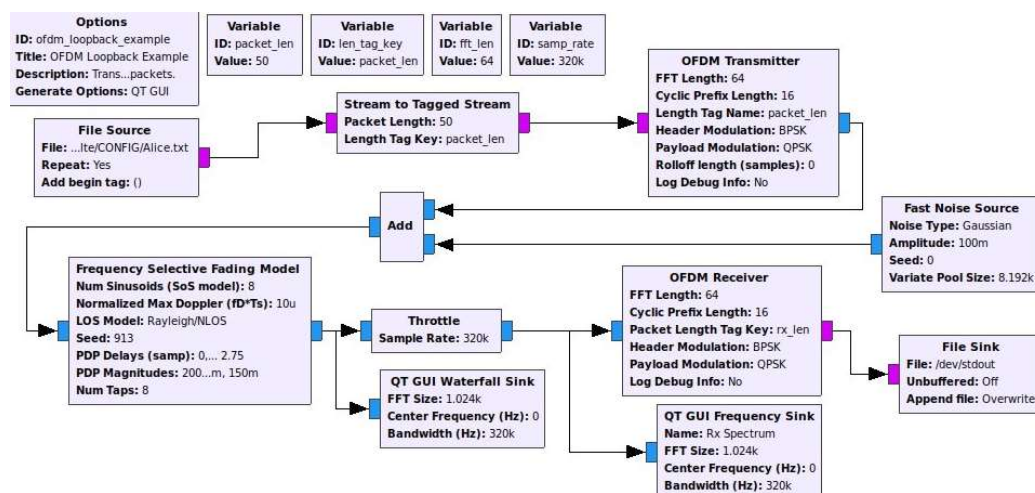 Options
ID: ofdm_loopback_example
Title: OFDM Loopback Example
Description: Trans...packets.
Generate Options: QT GUI
Variable
ID: packet_len
Value: 50
Variable
ID: len_tag_key
Value: packet_len
Variable
ID: fft_len
Value: 64
Variable
ID: samp_rate
Value: 320k
File Source
File: ...lte/CONFIG/Alice.txt
Repeat: Yes
Add begin tag: ()
Stream to Tagged Stream
Packet Length: 50
Length Tag Key: packet_len
OFDM Transmitter
FFT Length: 64
Cyclic Prefix Length: 16
Length Tag Name: packet_len
Header Modulation: BPSK
Payload Modulation: QPSK
Rolloff length (samples): 0
Log Debug Info: No
Add
Fast Noise Source
Noise Type: Gaussian
Amplitude: 100m
Seed: 0
Variate Pool Size: 8.192k
Frequency Selective Fading Model
Num Sinusoids (SoS model): 8
Normalized Max Doppler (fD*Ts): 10u
LOS Model: Rayleigh/NLOS
Seed: 913
PDP Delays (samp): 0,... 2.75
PDP Magnitudes: 200...m, 150m
Num Taps: 8
Throttle
Sample Rate: 320k
QT GUI Waterfall Sink
FFT Size: 1.024k
Center Frequency (Hz): 0
Bandwidth (Hz): 320k
OFDM Receiver
FFT Length: 64
Cyclic Prefix Length: 16
Packet Length Tag Key: rx_len
Header Modulation: BPSK
Payload Modulation: QPSK
Log Debug Info: No
File Sink
File: /dev/stdout
Unbuffered: Off
Append file: Overwrite
QT GUI Frequency Sink
Name: Rx Spectrum
FFT Size: 1.024k
Center Frequency (Hz): 0
Bandwidth (Hz): 320k